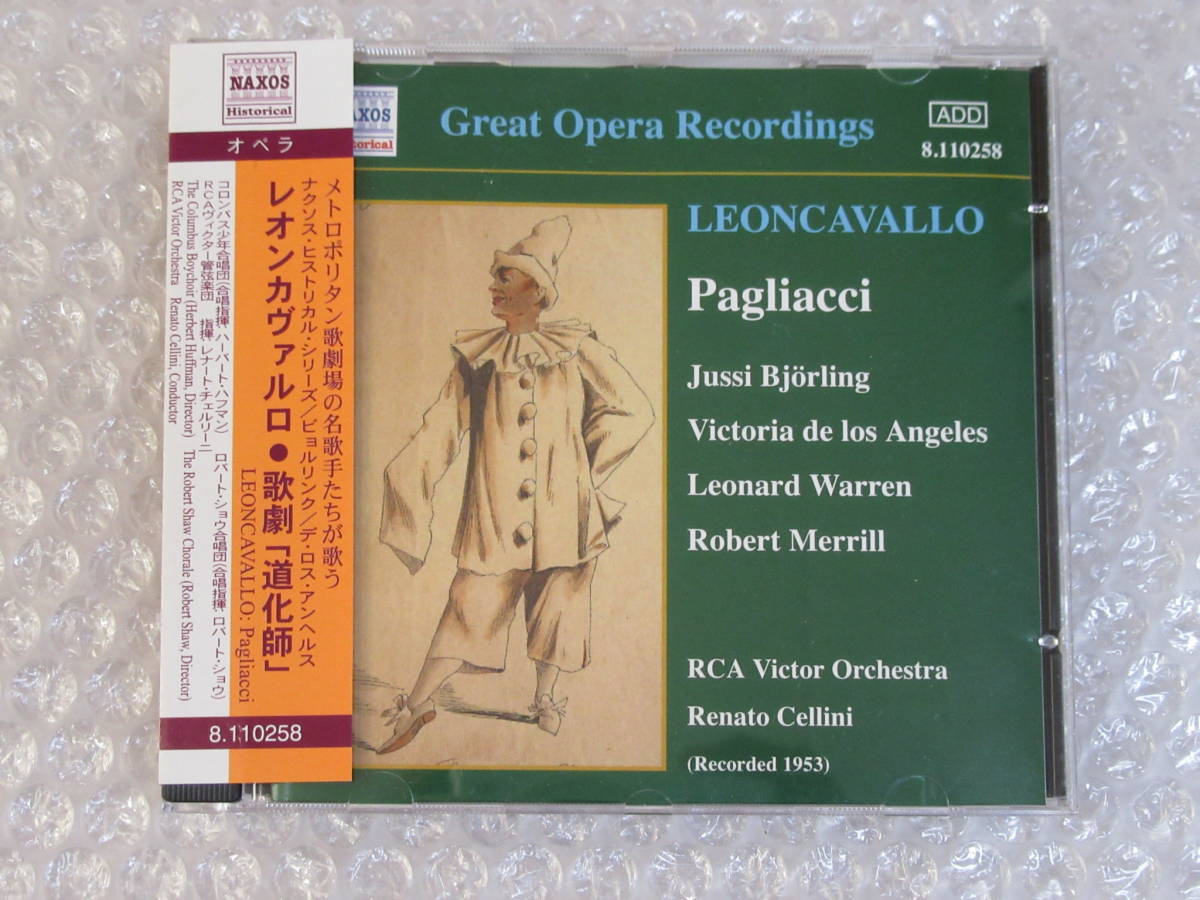 NAXOS
Historical
オペラ
メトロポリタン歌劇場の名歌手たちが歌う
ナクソス・ヒストリカル・シリーズ/ビョルリンク/デ・ロス・アンヘルス
レオンカヴァルロ●歌劇「道化師」
LEONCAVALLO: Pagliacci
コロンバス少年合唱団(合唱指揮、ハーバート・ハフマン) ロバート・ショウ合唱団(合唱指揮、ロバート・ショウ)
RCAヴィクター管弦楽団 指揮、レナート・チェルリーニ
The Columbus Boychoir (Herbert Huffman, Director) The Robert Shaw Chorale (Robert Shaw, Director)
RCA Victor Orchestra Renato Cellini, Conductor
8.110258
AXOS
torical
Great Opera Recordings
ADD
8.110258
LEONCAVALLO
Pagliacci
Jussi Björling
Victoria de los Angeles
Leonard Warren
Robert Merrill
RCA Victor Orchestra
Renato Cellini
(Recorded 1953)